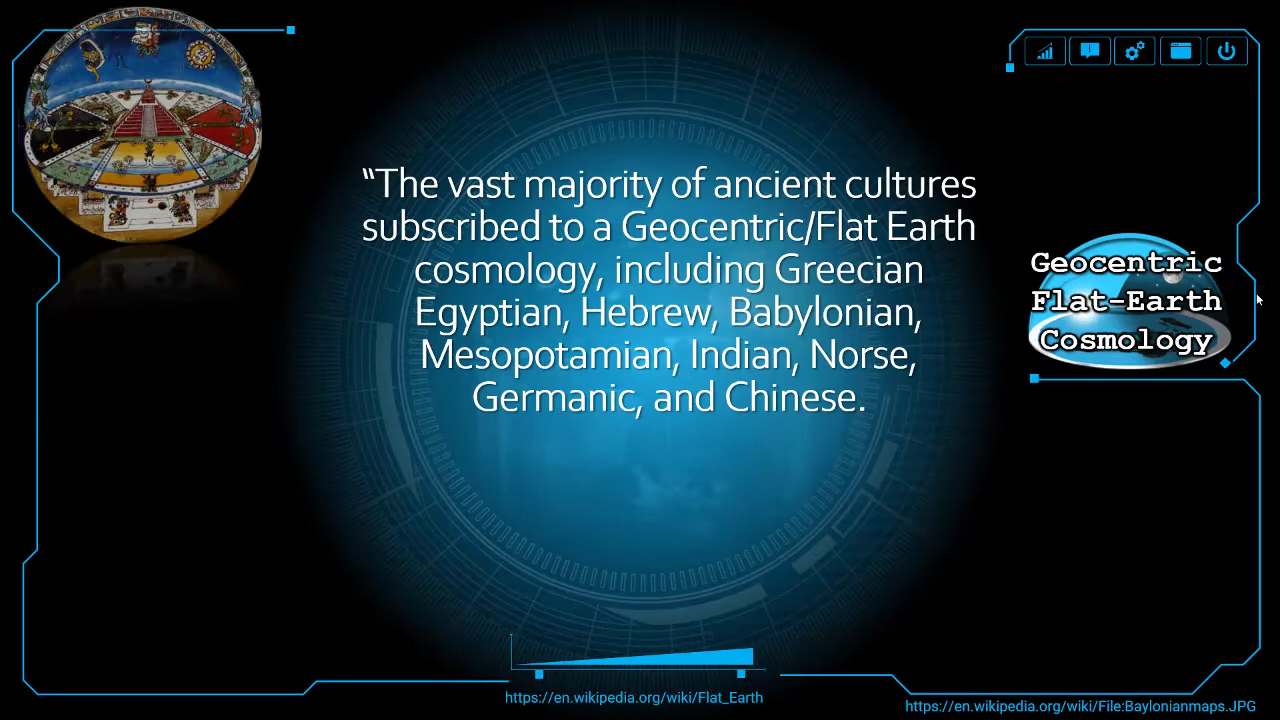 “The vast majority of ancient cultures
subscribed to a Geocentric/Flat Earth
cosmology, including Greecian
Egyptian, Hebrew, Babylonian,
Mesopotamian, Indian, Norse,
Germanic, and Chinese.
Geocentric
Flat-Earth
Cosmology
https://en.wikipedia.org/wiki/Flat_Earth
https://en.wikipedia.org/wiki/File:Baylonianmaps.JPG